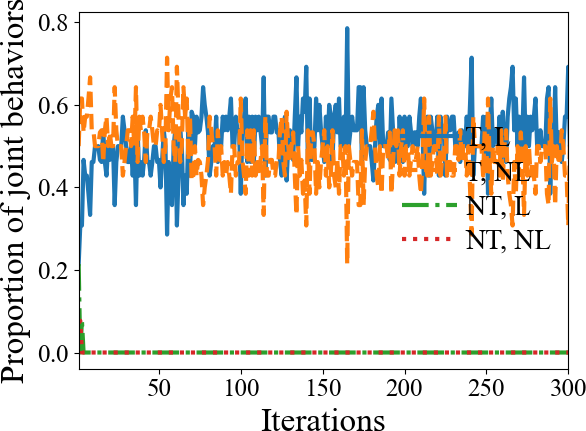 Proportion of joint behaviors
0.8
0.6
0.4
0.2
0.0
T, L
T, NL
NT, L
NT, NL
50
100
150
200
250
300
Iterations